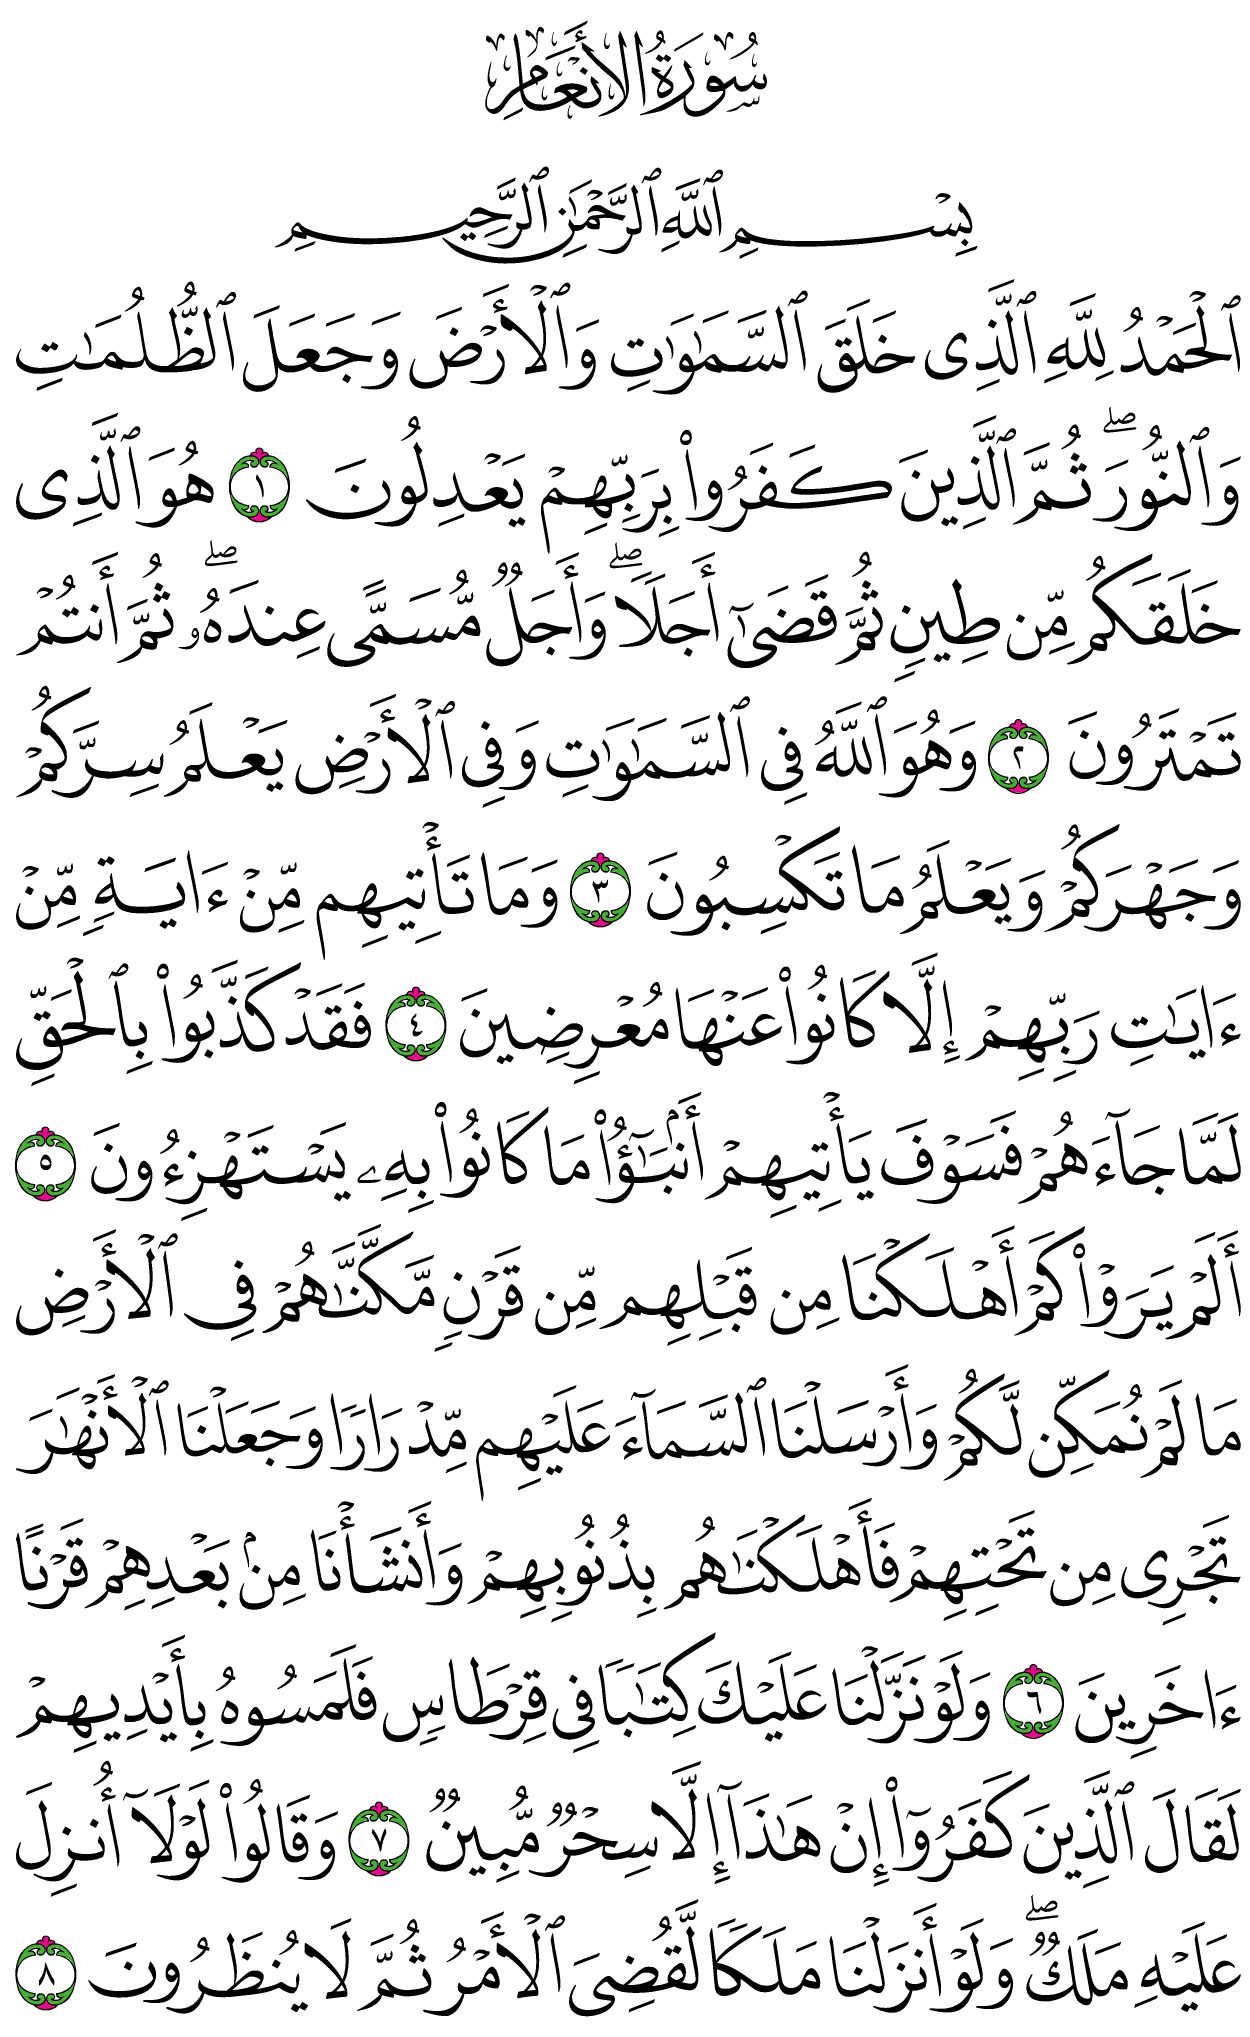 سُورَةُ الأَنْعَامِ
بِسْمِ ٱللَّهِ ٱلرَّحْمَٰنِ ٱلرَّحِيمِ
ٱلْحَمْدُ لِلَّهِ ٱلَّذِى خَلَقَ ٱلسَّمَٰوَٰتِ وَٱلْأَرْضَ وَجَعَلَ ٱلظُّلُمَٰتِ
وَٱلنُّورَ ۖ ثُمَّ ٱلَّذِينَ كَفَرُوا۟ بِرَبِّهِمْ يَعْدِلُونَ ١ هُوَ ٱلَّذِى
خَلَقَكُم مِّن طِينٍ ثُمَّ قَضَىٰٓ أَجَلًا ۖ وَأَجَلٌ مُّسَمًّى عِندَهُۥ ۖ ثُمَّ أَنتُمْ
تَمْتَرُونَ ٢ وَهُوَ ٱللَّهُ فِى ٱلسَّمَٰوَٰتِ وَفِى ٱلْأَرْضِ يَعْلَمُ سِرَّكُمْ
وَجَهْرَكُمْ وَيَعْلَمُ مَا تَكْسِبُونَ ٣ وَمَا تَأْتِيهِم مِّنْ ءَايَةٍ مِّنْ
ءَايَٰتِ رَبِّهِمْ إِلَّا كَانُوا۟ عَنْهَا مُعْرِضِينَ ٤ فَقَدْ كَذَّبُوا۟ بِٱلْحَقِّ
لَمَّا جَآءَهُمْ فَسَوْفَ يَأْتِيهِمْ أَنۢبَٰٓؤُا۟ مَا كَانُوا۟ بِهِۦ يَسْتَهْزِءُونَ ٥
أَلَمْ يَرَوْا۟ كَمْ أَهْلَكْنَا مِن قَبْلِهِم مِّن قَرْنٍ مَّكَّنَّٰهُمْ فِى ٱلْأَرْضِ
مَا لَمْ نُمَكِّن لَّكُمْ وَأَرْسَلْنَا ٱلسَّمَآءَ عَلَيْهِم مِّدْرَارًا وَجَعَلْنَا ٱلْأَنْهَٰرَ
تَجْرِى مِن تَحْتِهِمْ فَأَهْلَكْنَٰهُم بِذُنُوبِهِمْ وَأَنشَأْنَا مِنۢ بَعْدِهِمْ قَرْنًا
ءَاخَرِينَ ٦ وَلَوْ نَزَّلْنَا عَلَيْكَ كِتَٰبًا فِى قِرْطَاسٍ فَلَمَسُوهُ بِأَيْدِيهِمْ
لَقَالَ ٱلَّذِينَ كَفَرُوٓا۟ إِنْ هَٰذَآ إِلَّا سِحْرٌ مُّبِينٌ ٧ وَقَالُوا۟ لَوْلَآ أُنزِلَ
عَلَيْهِ مَلَكٌ ۖ وَلَوْ أَنزَلْنَا مَلَكًا لَّقُضِىَ ٱلْأَمْرُ ثُمَّ لَا يُنظَرُونَ ٨